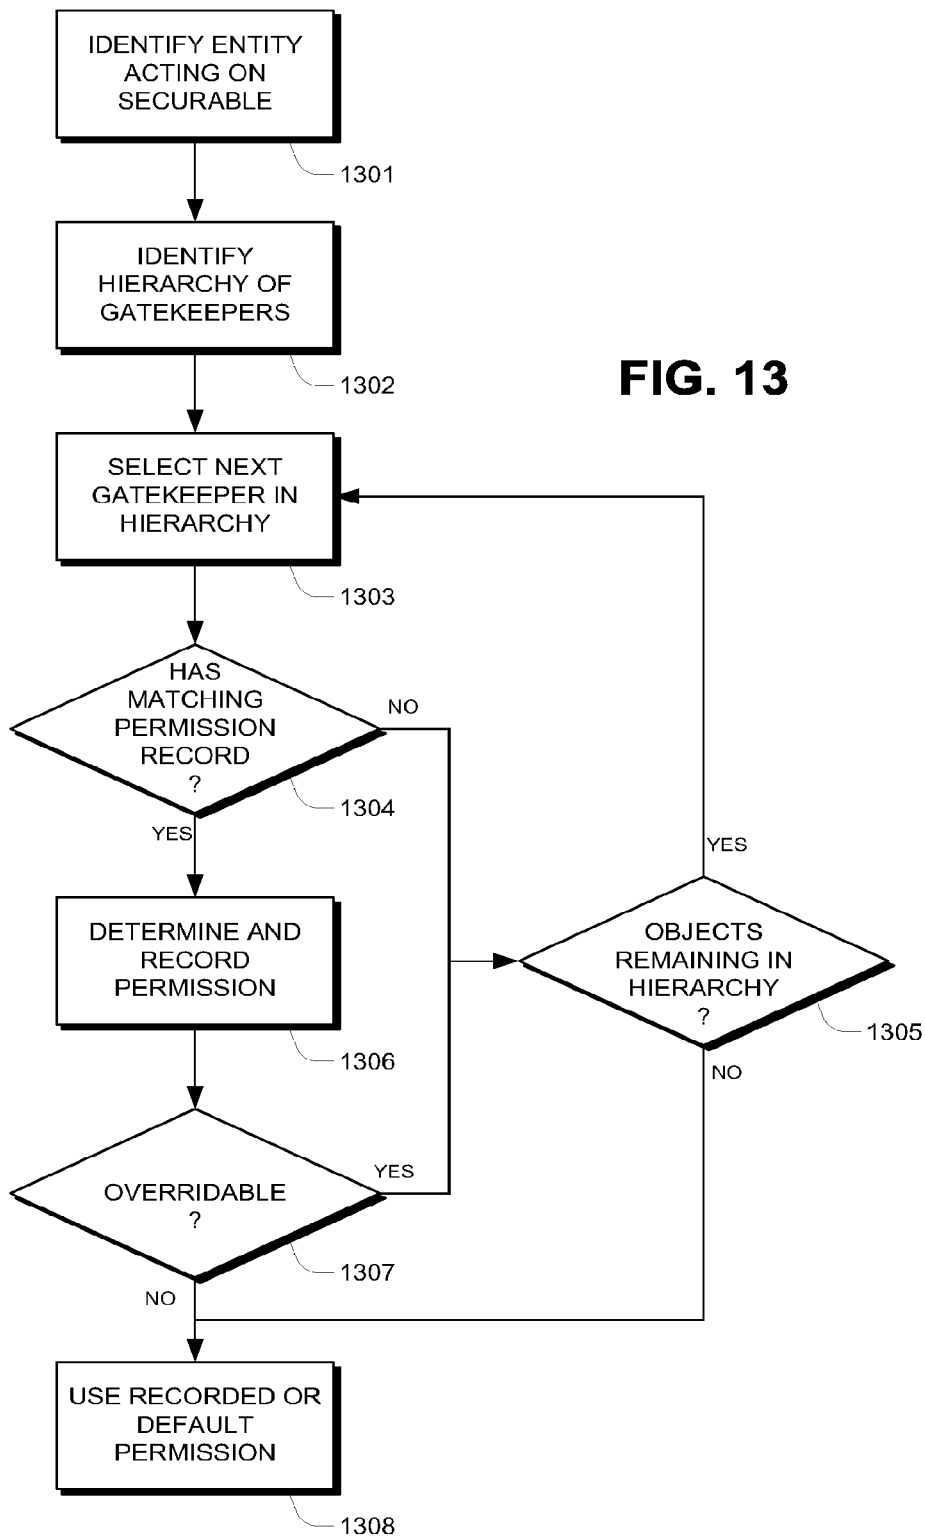 IDENTIFY ENTITY
ACTING ON
SECURABLE
1301
IDENTIFY
HIERARCHY OF
GATEKEEPERS
1302
FIG. 13
SELECT NEXT
GATEKEEPER IN
HIERARCHY
1303
HAS
MATCHING
PERMISSION
RECORD
?
NO
1304
YES
YES
DETERMINE AND
RECORD
PERMISSION
1306
OBJECTS
REMAINING IN
HIERARCHY
?
1305
NO
OVERRIDABLE
?
YES
1307
NO
USE RECORDED OR
DEFAULT
PERMISSION
1308